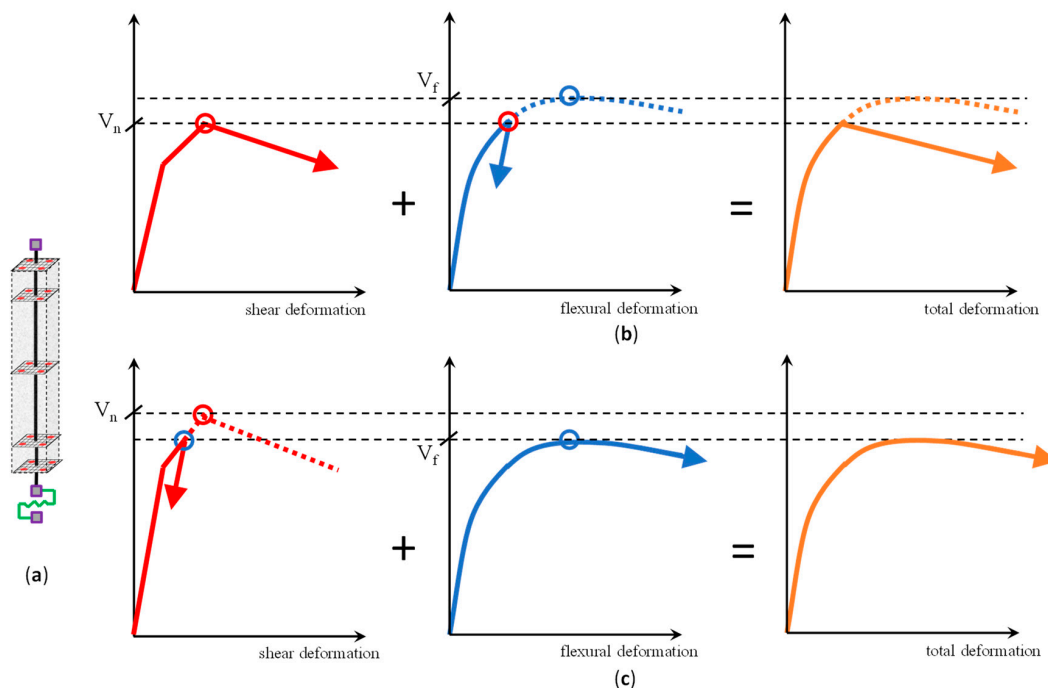 V_f
V_n
+
=
shear deformation
flexural deformation
total deformation
(b)
V_n
V_f
+
=
(a)
shear deformation
flexural deformation
total deformation
(c)